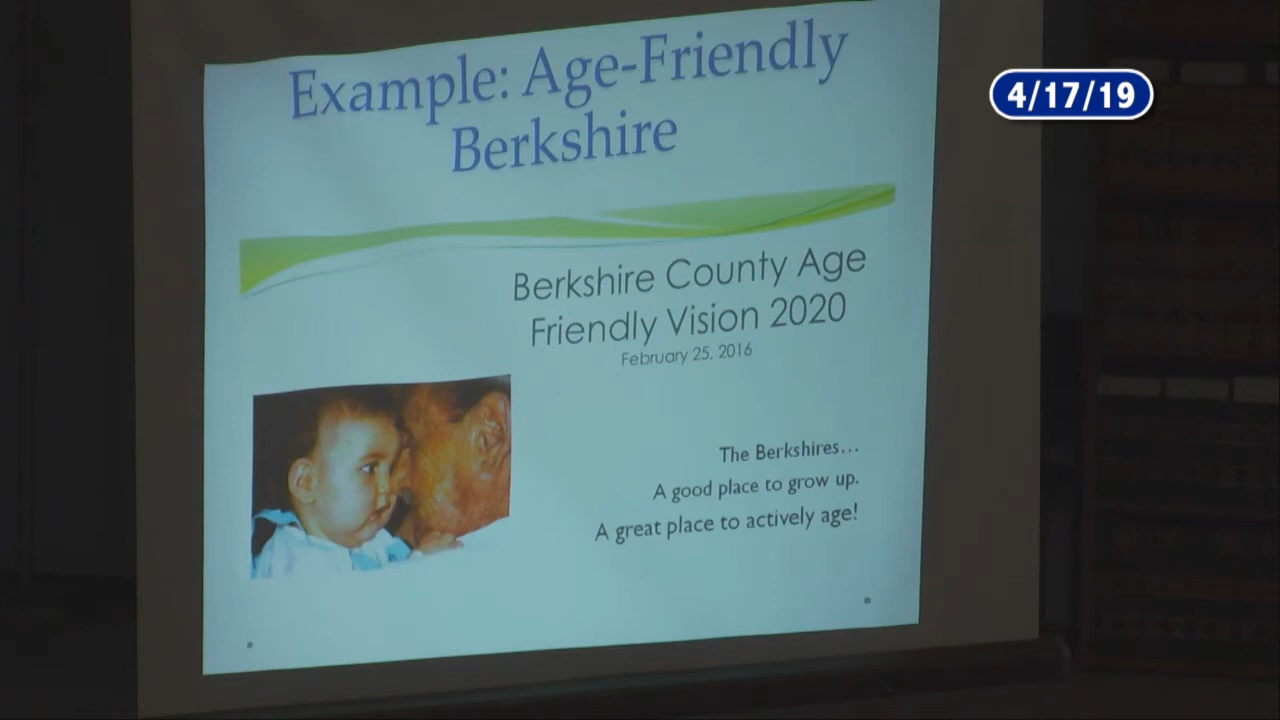 Example: Age-Friendly
Berkshire
4/17/19
Berkshire County Age
Friendly Vision 2020
February 25, 2016
The Berkshires...
A good place to grow up.
A great place to actively age!